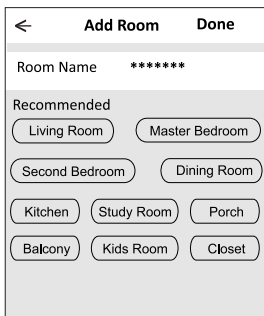 Add Room Done
Room Name *******
Recommended
Living Room Master Bedroom
Second Bedroom Dining Room
Kitchen Study Room Porch
Balcony Kids Room Closet